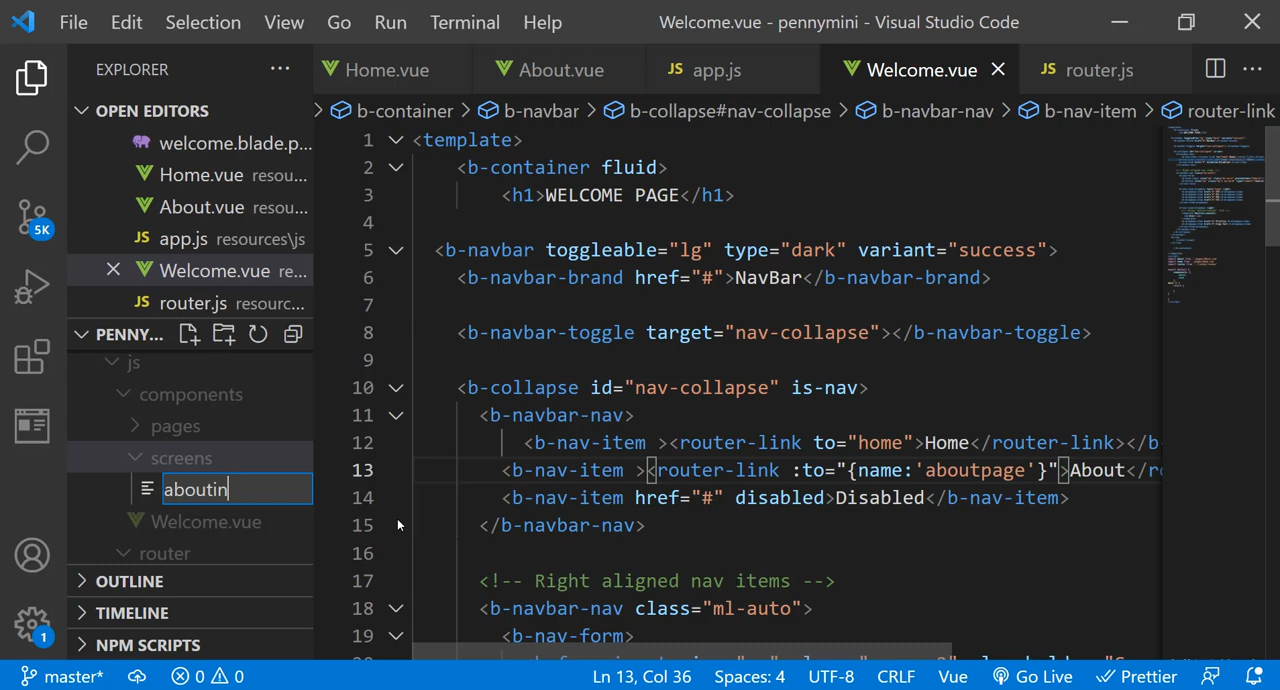 File Edit Selection View Go Run Terminal Help Welcome.vue - pennymini - Visual Studio Code
EXPLORER ··· Home.vue About.vue JS app.js Welcome.vue JS router.js ···
OPEN EDITORS
b-container b-navbar b-collapse#nav-collapse b-navbar-nav b-nav-item router-link
welcome.blade.p...
Home.vue resou...
About.vue resou...
JS app.js resources\js
Welcome.vue re...
JS router.js resourc...
5K
PENNY...
js
components
pages
screens
aboutin
Welcome.vue
router
OUTLINE
TIMELINE
NPM SCRIPTS
1
1 <template>
2 <b-container fluid>
3 <h1>WELCOME PAGE</h1>
4
5 <b-navbar toggleable="lg" type="dark" variant="success">
6 <b-navbar-brand href="#">NavBar</b-navbar-brand>
7
8 <b-navbar-toggle target="nav-collapse"></b-navbar-toggle>
9
10 <b-collapse id="nav-collapse" is-nav>
11 <b-navbar-nav>
12 <b-nav-item ><router-link to="home">Home</router-link></b
13 <b-nav-item ><router-link :to="{name:'aboutpage'}">About</ro
14 <b-nav-item href="#" disabled>Disabled</b-nav-item>
15 </b-navbar-nav>
16
17 <!-- Right aligned nav items -->
18 <b-navbar-nav class="ml-auto">
19 <b-nav-form>
master* 0 0 Ln 13, Col 36 Spaces: 4 UTF-8 CRLF Vue Go Live Prettier